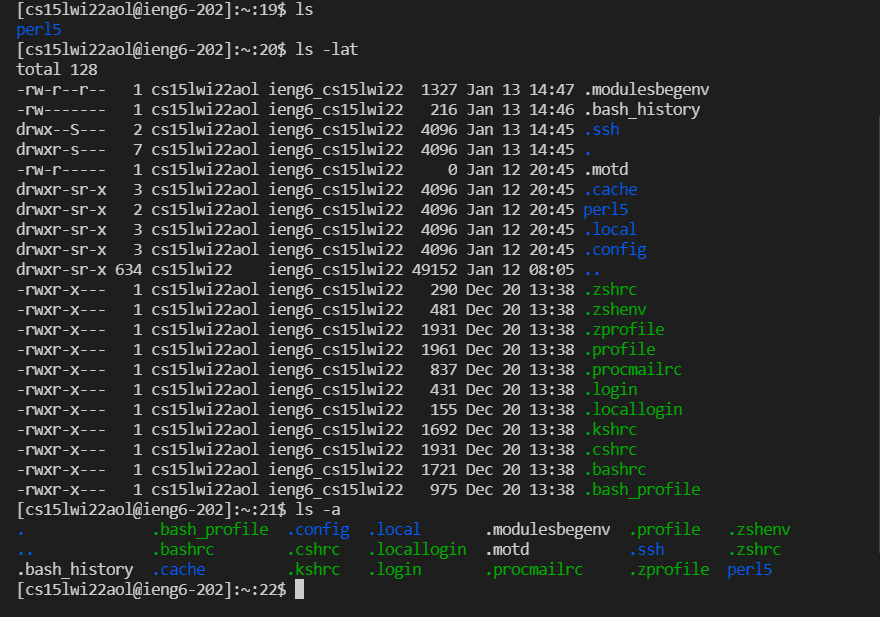 [cs15lwi22aol@ieng6-202]:~:19$ ls
perl5
[cs15lwi22aol@ieng6-202]:~:20$ ls -lat
total 128
-rw-r--r--   1 cs15lwi22aol ieng6_cs15lwi22  1327 Jan 13 14:47 .modulesbegenv
-rw-------   1 cs15lwi22aol ieng6_cs15lwi22   216 Jan 13 14:46 .bash_history
drwx--S---   2 cs15lwi22aol ieng6_cs15lwi22  4096 Jan 13 14:45 .ssh
drwxr-s---   7 cs15lwi22aol ieng6_cs15lwi22  4096 Jan 13 14:45 .
-rw-r-----   1 cs15lwi22aol ieng6_cs15lwi22     0 Jan 12 20:45 .motd
drwxr-sr-x   3 cs15lwi22aol ieng6_cs15lwi22  4096 Jan 12 20:45 .cache
drwxr-sr-x   2 cs15lwi22aol ieng6_cs15lwi22  4096 Jan 12 20:45 perl5
drwxr-sr-x   3 cs15lwi22aol ieng6_cs15lwi22  4096 Jan 12 20:45 .local
drwxr-sr-x   3 cs15lwi22aol ieng6_cs15lwi22  4096 Jan 12 20:45 .config
drwxr-sr-x 634 cs15lwi22    ieng6_cs15lwi22 49152 Jan 12 08:05 ..
-rwxr-x---   1 cs15lwi22aol ieng6_cs15lwi22   290 Dec 20 13:38 .zshrc
-rwxr-x---   1 cs15lwi22aol ieng6_cs15lwi22   481 Dec 20 13:38 .zshenv
-rwxr-x---   1 cs15lwi22aol ieng6_cs15lwi22  1931 Dec 20 13:38 .zprofile
-rwxr-x---   1 cs15lwi22aol ieng6_cs15lwi22  1961 Dec 20 13:38 .profile
-rwxr-x---   1 cs15lwi22aol ieng6_cs15lwi22   837 Dec 20 13:38 .procmailrc
-rwxr-x---   1 cs15lwi22aol ieng6_cs15lwi22   431 Dec 20 13:38 .login
-rwxr-x---   1 cs15lwi22aol ieng6_cs15lwi22   155 Dec 20 13:38 .locallogin
-rwxr-x---   1 cs15lwi22aol ieng6_cs15lwi22  1692 Dec 20 13:38 .kshrc
-rwxr-x---   1 cs15lwi22aol ieng6_cs15lwi22  1931 Dec 20 13:38 .cshrc
-rwxr-x---   1 cs15lwi22aol ieng6_cs15lwi22  1721 Dec 20 13:38 .bashrc
-rwxr-x---   1 cs15lwi22aol ieng6_cs15lwi22   975 Dec 20 13:38 .bash_profile
[cs15lwi22aol@ieng6-202]:~:21$ ls -a
.              .bash_profile  .config  .local       .modulesbegenv  .profile   .zshenv
..             .bashrc        .cshrc   .locallogin  .motd           .ssh       .zshrc
.bash_history  .cache         .kshrc   .login       .procmailrc     .zprofile  perl5
[cs15lwi22aol@ieng6-202]:~:22$